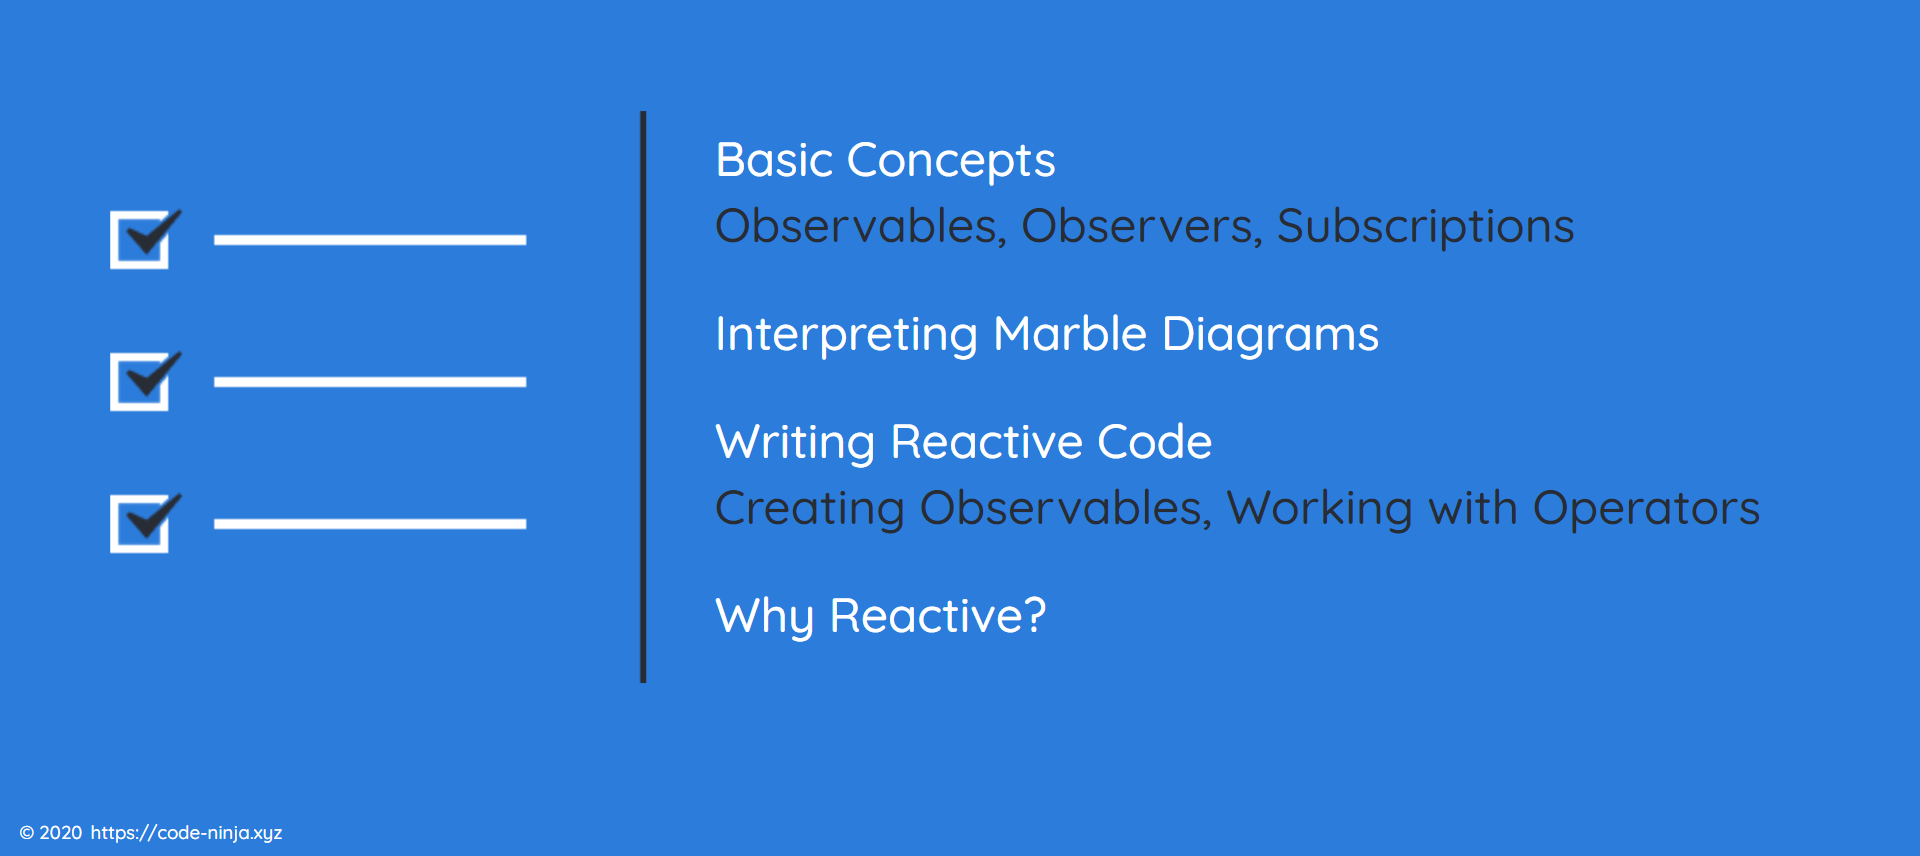 Basic Concepts
Observables, Observers, Subscriptions
Interpreting Marble Diagrams
Writing Reactive Code
Creating Observables, Working with Operators
Why Reactive?
© 2020 https://code-ninja.xyz